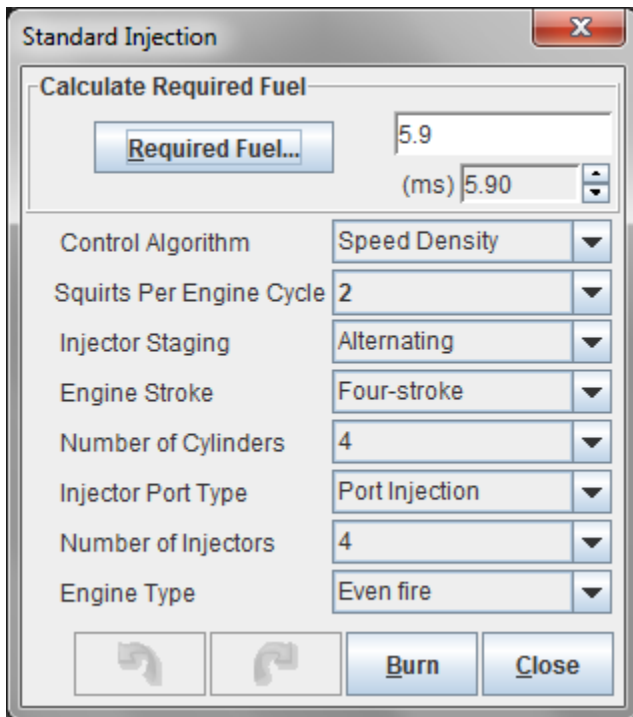 Standard Injection
Calculate Required Fuel
Required Fuel... 5.9
(ms) 5.90
Control Algorithm Speed Density
Squirts Per Engine Cycle 2
Injector Staging Alternating
Engine Stroke Four-stroke
Number of Cylinders 4
Injector Port Type Port Injection
Number of Injectors 4
Engine Type Even fire
Burn Close